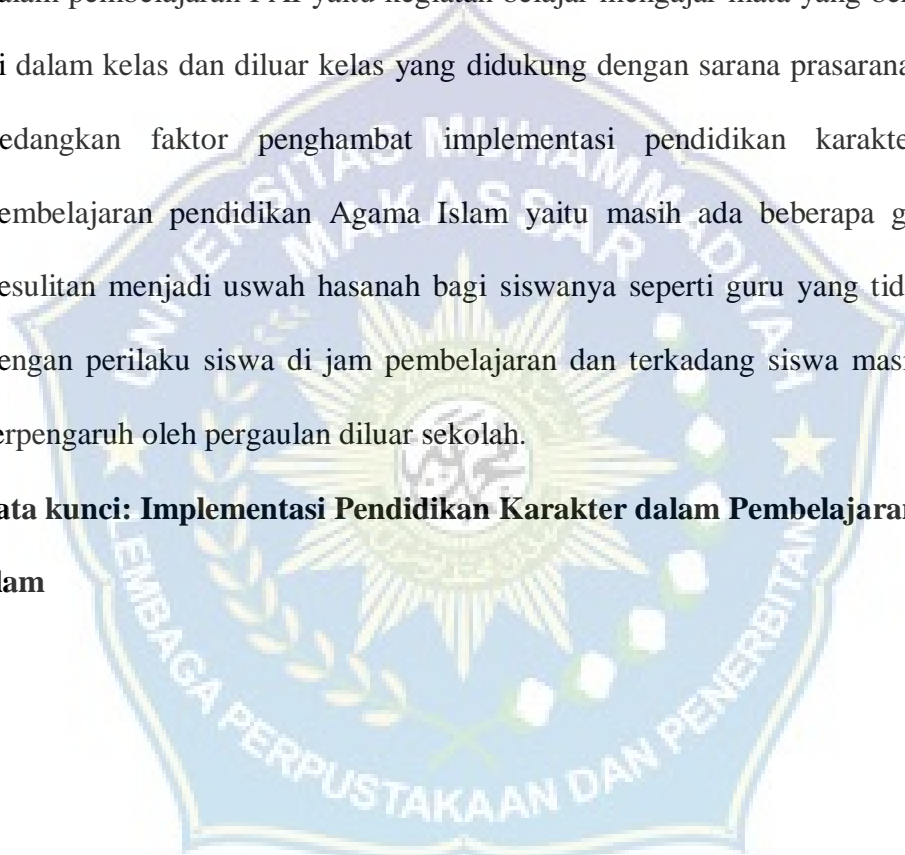 dalam pembelajaran PAI yaitu kegiatan belajar mengajar mata yang be
i dalam kelas dan diluar kelas yang didukung dengan sarana prasarana
edangkan faktor penghambat implementasi pendidikan karakte
embelajaran pendidikan Agama Islam yaitu masih ada beberapa g
esulitan menjadi uswah hasanah bagi siswanya seperti guru yang tid
engan perilaku siswa di jam pembelajaran dan terkadang siswa mas
erpengaruh oleh pergaulan diluar sekolah.
ata kunci: Implementasi Pendidikan Karakter dalam Pembelajaran
lam
UNIVERSITAS MUHAMMADIYAH
MAKASSAR
LEMBAGA PERPUSTAKAAN DAN PENERBITAN